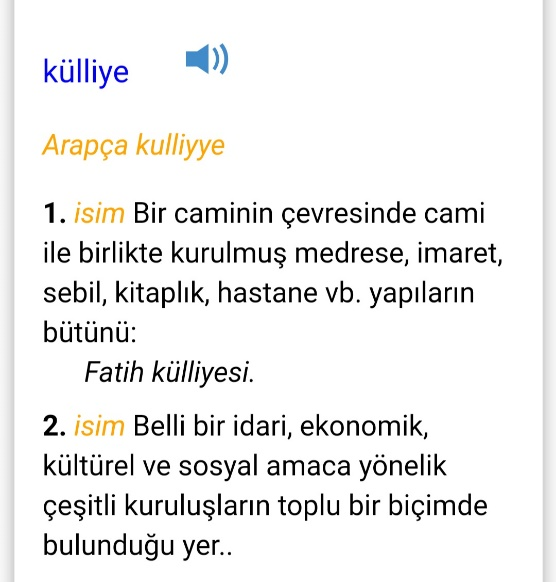 külliye
Arapça kulliyye
1. isim Bir caminin çevresinde cami
ile birlikte kurulmuş medrese, imaret,
sebil, kitaplık, hastane vb. yapıların
bütünü:
Fatih külliyesi.
2. isim Belli bir idari, ekonomik,
kültürel ve sosyal amaca yönelik
çeşitli kuruluşların toplu bir biçimde
bulunduğu yer..